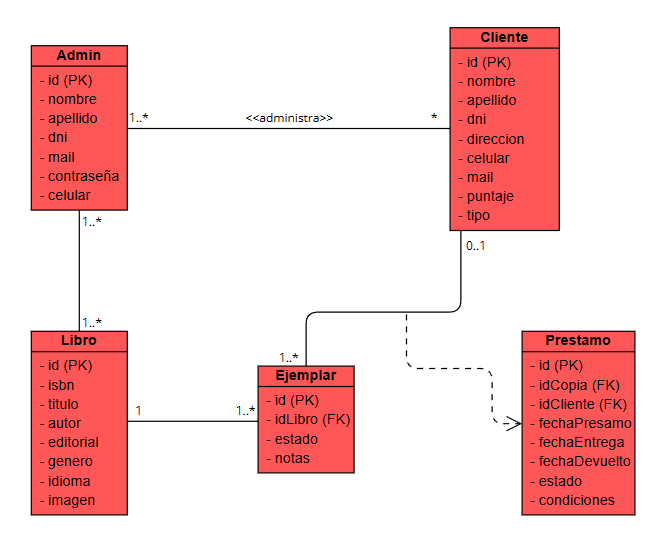 Admin
- id (PK)
- nombre
- apellido
- dni
- mail
- contraseña
- celular
1..*
<<administra>>
*
Cliente
- id (PK)
- nombre
- apellido
- dni
- direccion
- celular
- mail
- puntaje
- tipo
1..*
0..1
1..*
1..*
Libro
- id (PK)
- isbn
- titulo
- autor
- editorial
- genero
- idioma
- imagen
1
1..*
Ejemplar
- id (PK)
- idLibro (FK)
- estado
- notas
Prestamo
- id (PK)
- idCopia (FK)
- idCliente (FK)
- fechaPresamo
- fechaEntrega
- fechaDevuelto
- estado
- condiciones